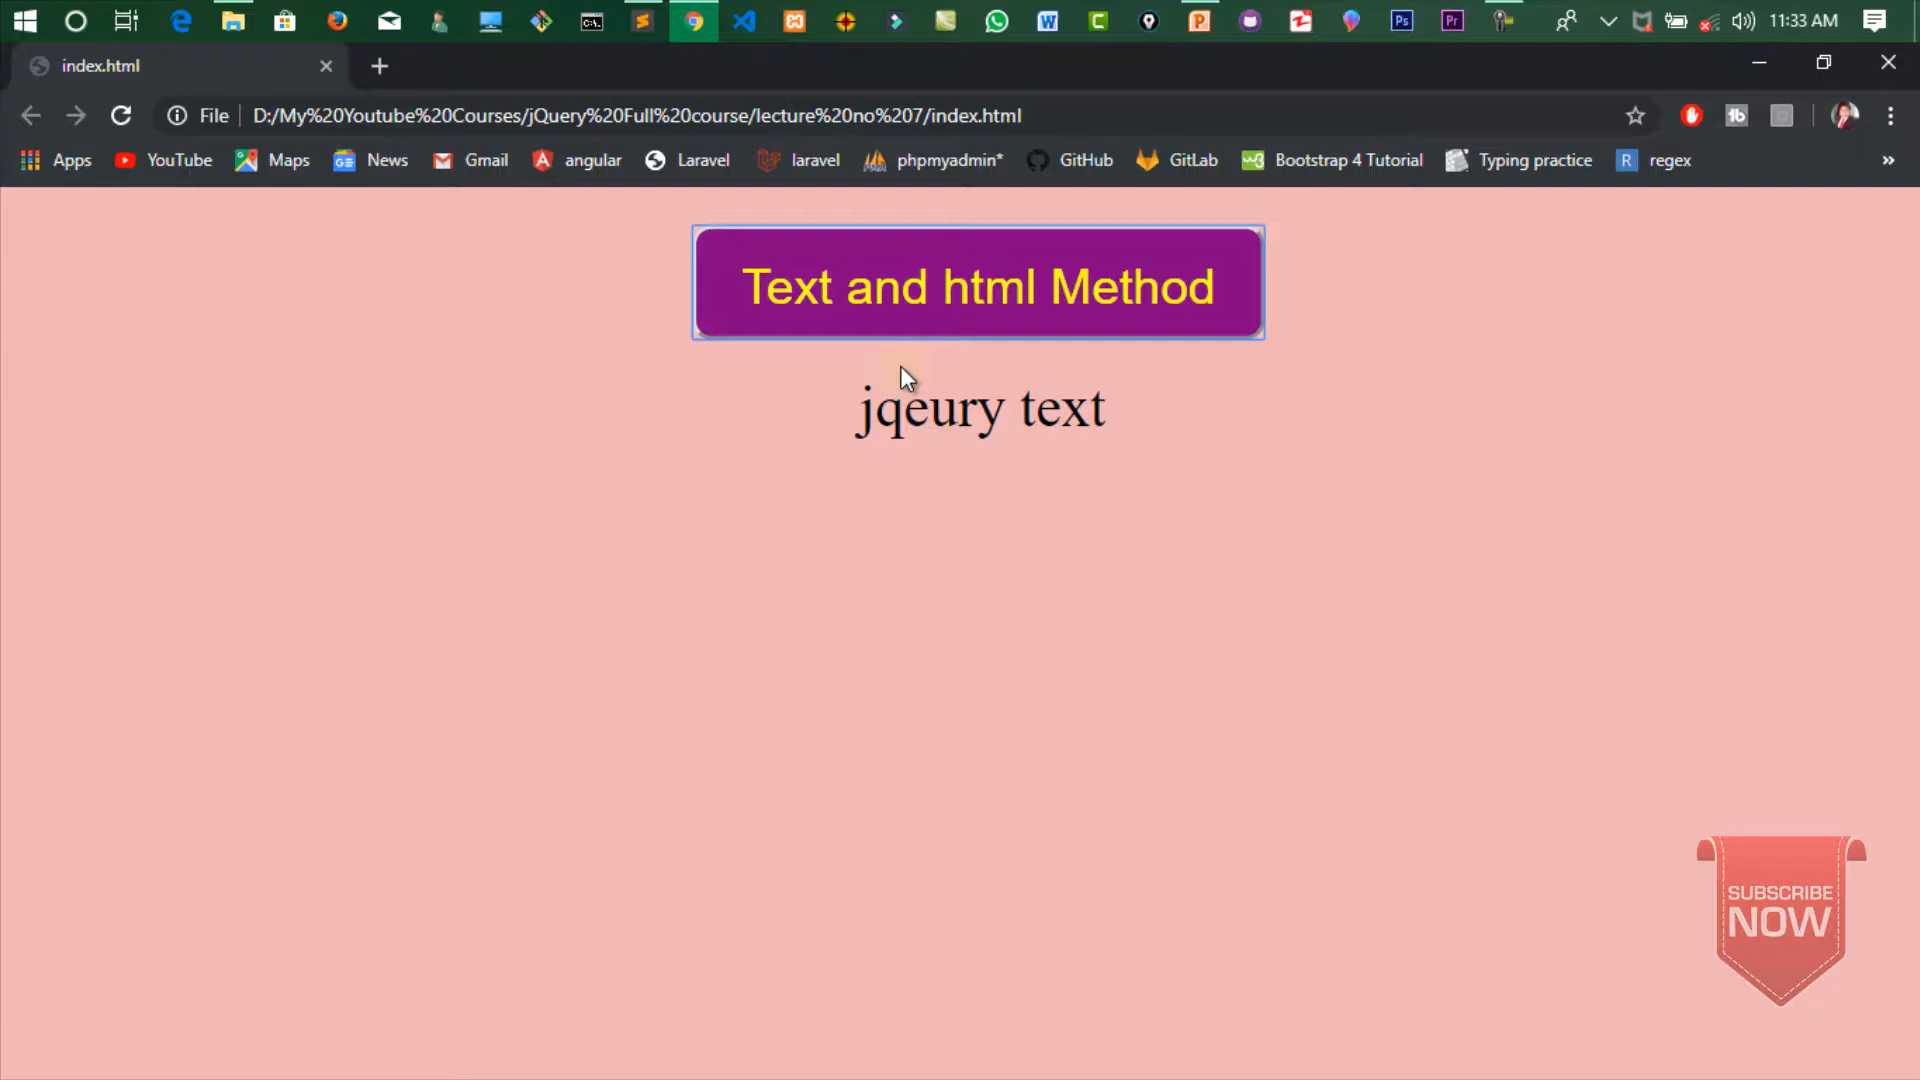 11:33 AM
index.html
File D:/My%20Youtube%20Courses/jQuery%20Full%20course/lecture%20no%207/index.html
Apps YouTube Maps News Gmail angular Laravel laravel phpmyadmin* GitHub GitLab Bootstrap 4 Tutorial Typing practice R regex »
Text and html Method
jqeury text
SUBSCRIBE
NOW